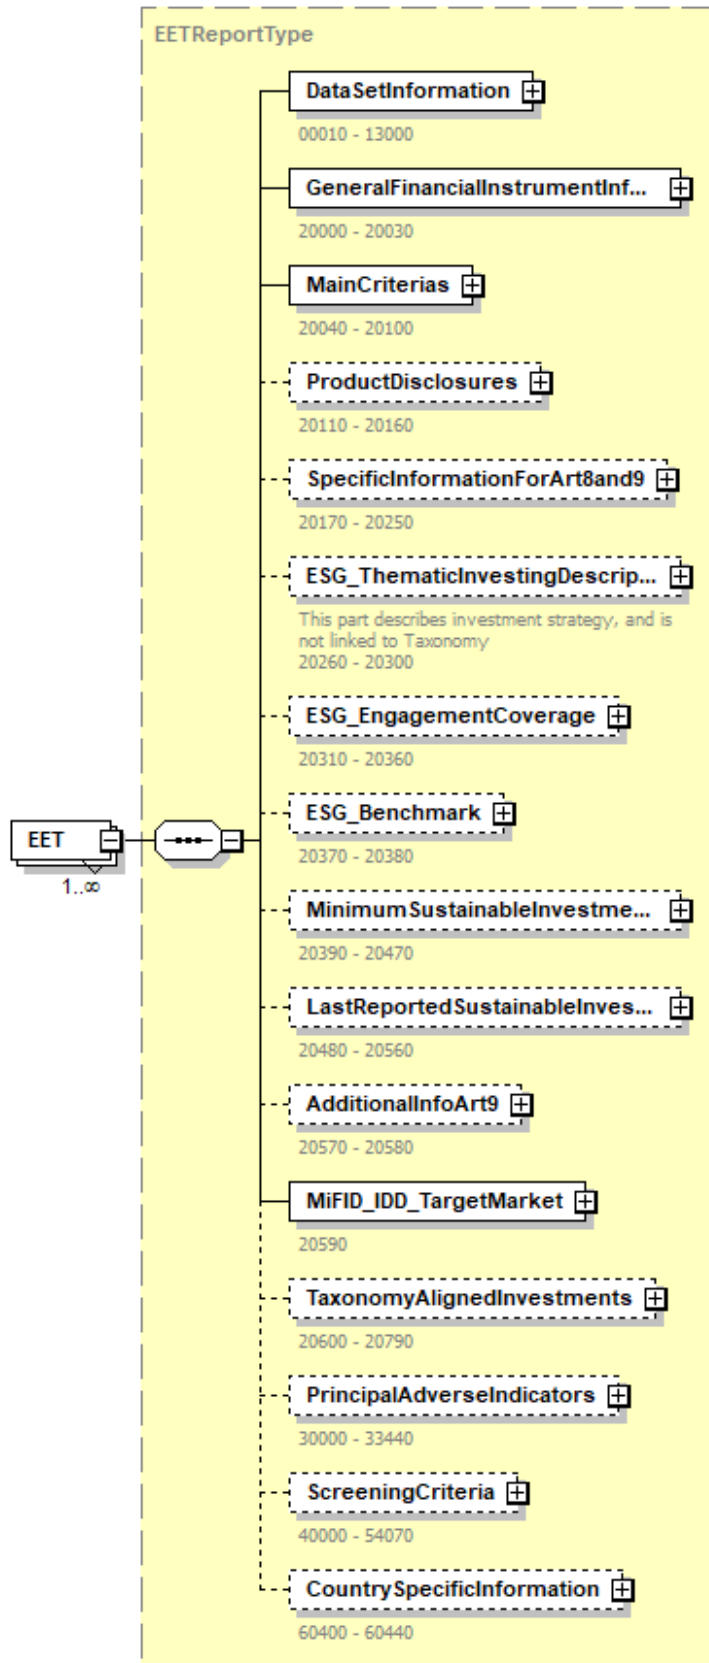 EETReportType
DataSetInformation
00010 - 13000
GeneralFinancialInstrumentInf...
20000 - 20030
MainCriterias
20040 - 20100
ProductDisclosures
20110 - 20160
SpecificInformationForArt8and9
20170 - 20250
ESG_ThematicInvestingDescrip...
This part describes investment strategy, and is
not linked to Taxonomy
20260 - 20300
ESG_EngagementCoverage
20310 - 20360
ESG_Benchmark
20370 - 20380
EET
1..∞
MinimumSustainableInvestme...
20390 - 20470
LastReportedSustainableInves...
20480 - 20560
AdditionalInfoArt9
20570 - 20580
MiFID_IDD_TargetMarket
20590
TaxonomyAlignedInvestments
20600 - 20790
PrincipalAdverseIndicators
30000 - 33440
ScreeningCriteria
40000 - 54070
CountrySpecificInformation
60400 - 60440